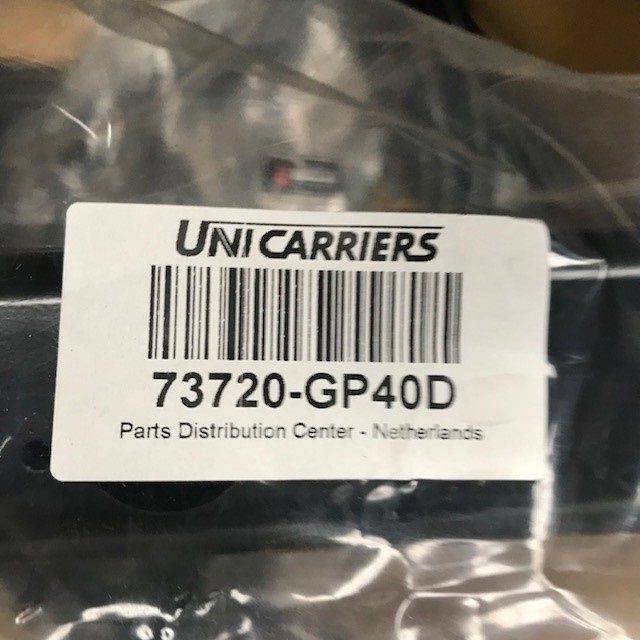 UNICARRIERS
73720-GP40D
Parts Distribution Center - Netherlands